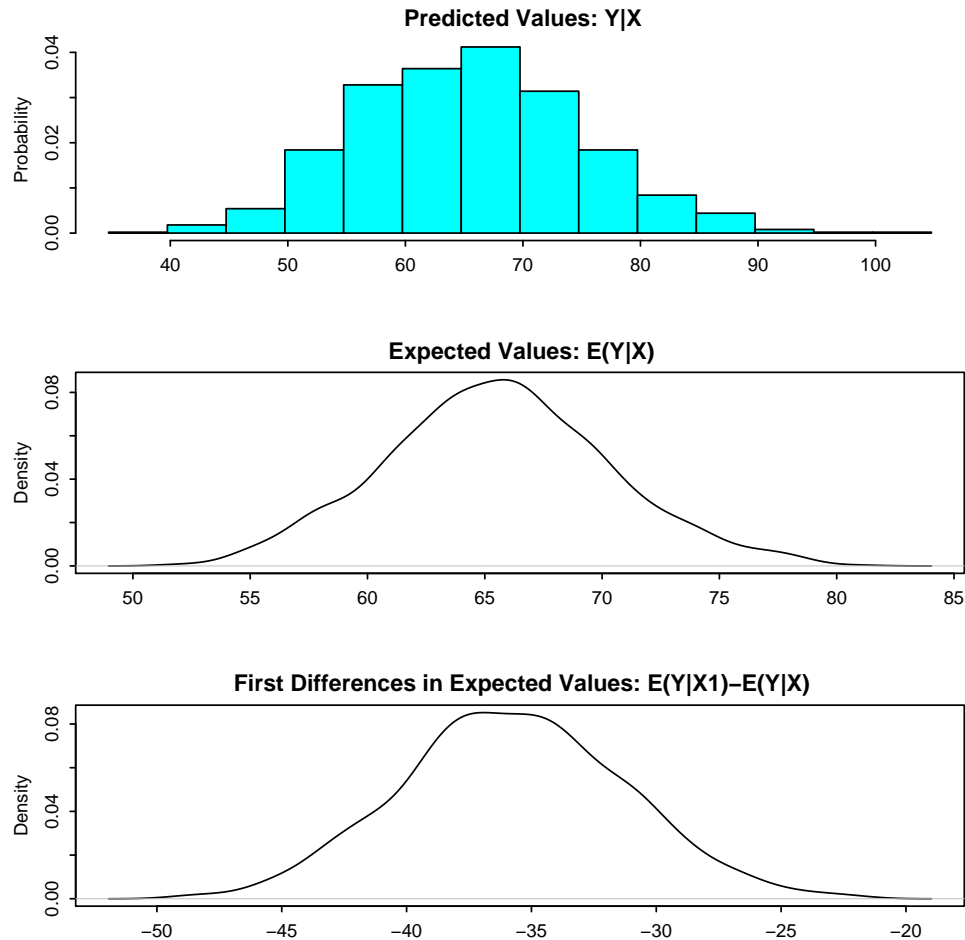 Predicted Values: Y|X
Probability
0.04
0.02
0.00
40 50 60 70 80 90 100
Expected Values: E(Y|X)
Density
0.08
0.04
0.00
50 55 60 65 70 75 80 85
First Differences in Expected Values: E(Y|X1)−E(Y|X)
Density
0.08
0.04
0.00
−50 −45 −40 −35 −30 −25 −20